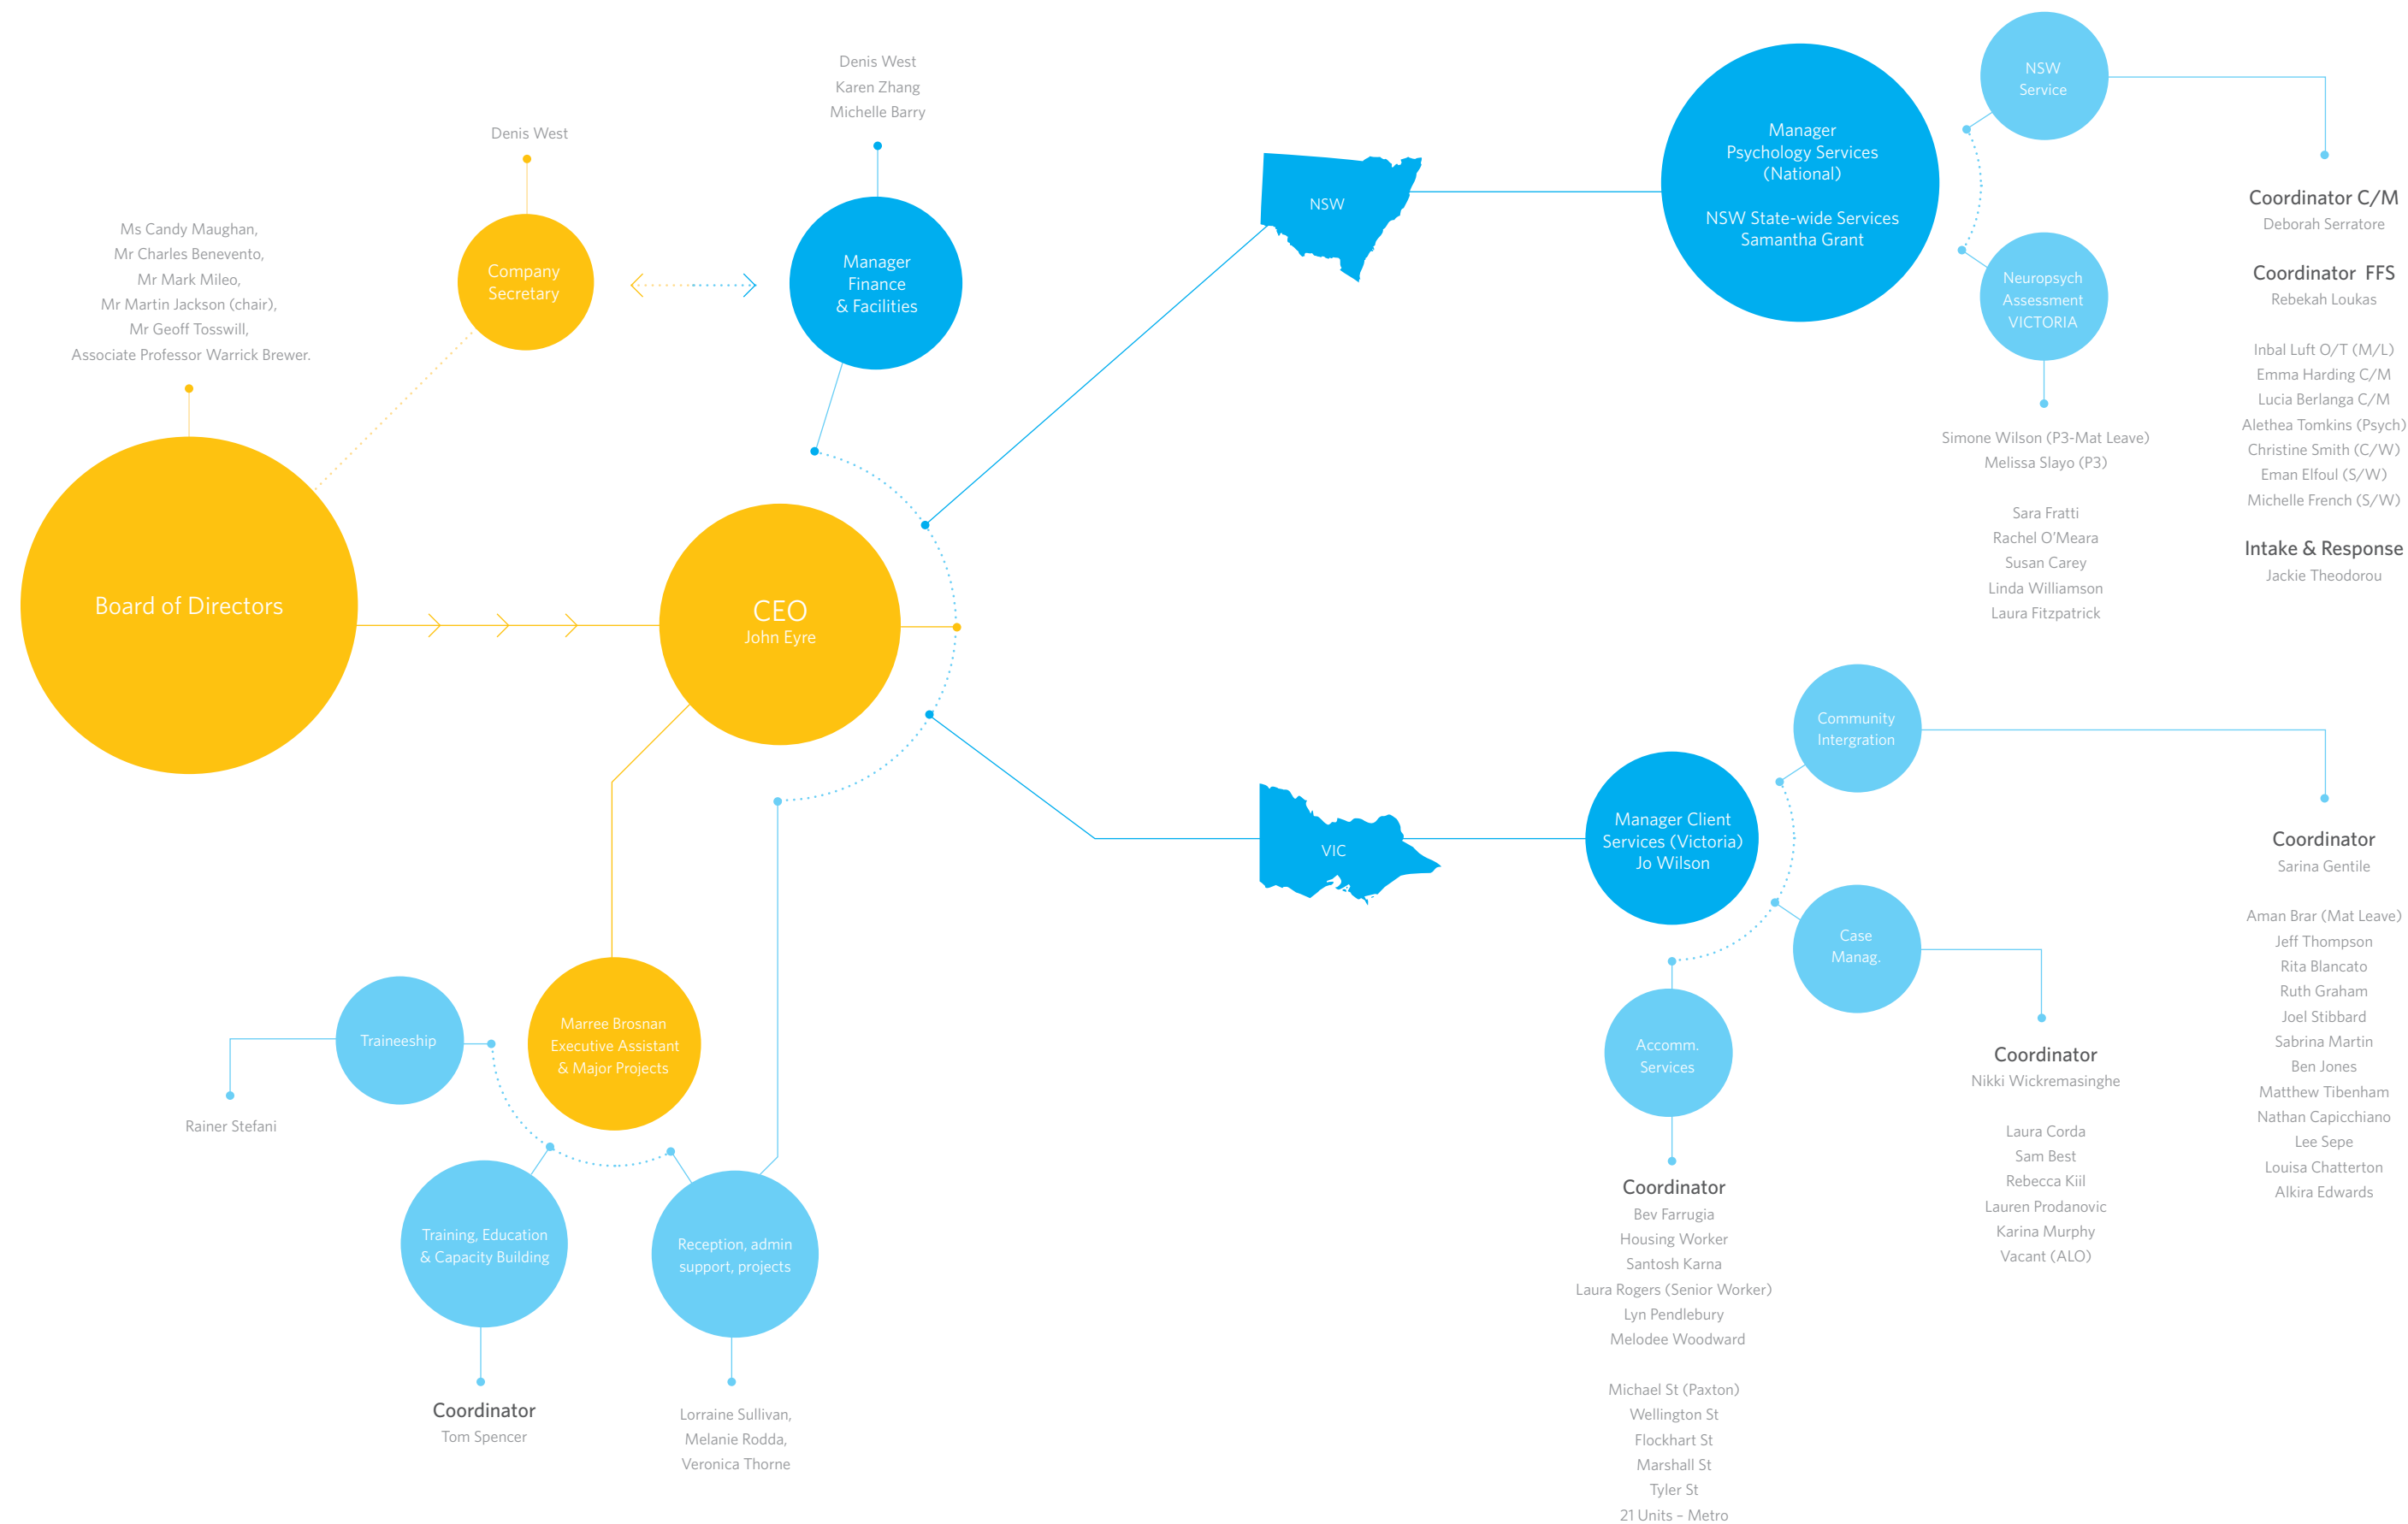 Ms Candy Maughan,
Mr Charles Benevento,
Mr Mark Mileo,
Mr Martin Jackson (chair),
Mr Geoff Tosswill,
Associate Professor Warrick Brewer.
Board of Directors
Denis West
Company
Secretary
Denis West
Karen Zhang
Michelle Barry
Manager
Finance
& Facilities
CEO
John Eyre
Marree Brosnan
Executive Assistant
& Major Projects
Traineeship
Rainer Stefani
Training, Education
& Capacity Building
Coordinator
Tom Spencer
Reception, admin
support, projects
Lorraine Sullivan,
Melanie Rodda,
Veronica Thorne
NSW
Manager
Psychology Services
(National)
NSW State-wide Services
Samantha Grant
NSW
Service
Coordinator C/M
Deborah Serratore
Coordinator FFS
Rebekah Loukas
Inbal Luft O/T (M/L)
Emma Harding C/M
Lucia Berlanga C/M
Alethea Tomkins (Psych)
Christine Smith (C/W)
Eman Elfoul (S/W)
Michelle French (S/W)
Intake & Response
Jackie Theodorou
Neuropsych
Assessment
VICTORIA
Simone Wilson (P3-Mat Leave)
Melissa Slayo (P3)
Sara Fratti
Rachel O’Meara
Susan Carey
Linda Williamson
Laura Fitzpatrick
VIC
Manager Client
Services (Victoria)
Jo Wilson
Community
Intergration
Coordinator
Sarina Gentile
Aman Brar (Mat Leave)
Jeff Thompson
Rita Blancato
Ruth Graham
Joel Stibbard
Sabrina Martin
Ben Jones
Matthew Tibenham
Nathan Capicchiano
Lee Sepe
Louisa Chatterton
Alkira Edwards
Case
Manag.
Coordinator
Nikki Wickremasinghe
Laura Corda
Sam Best
Rebecca Kiil
Lauren Prodanovic
Karina Murphy
Vacant (ALO)
Accomm.
Services
Coordinator
Bev Farrugia
Housing Worker
Santosh Karna
Laura Rogers (Senior Worker)
Lyn Pendlebury
Melodee Woodward
Michael St (Paxton)
Wellington St
Flockhart St
Marshall St
Tyler St
21 Units – Metro